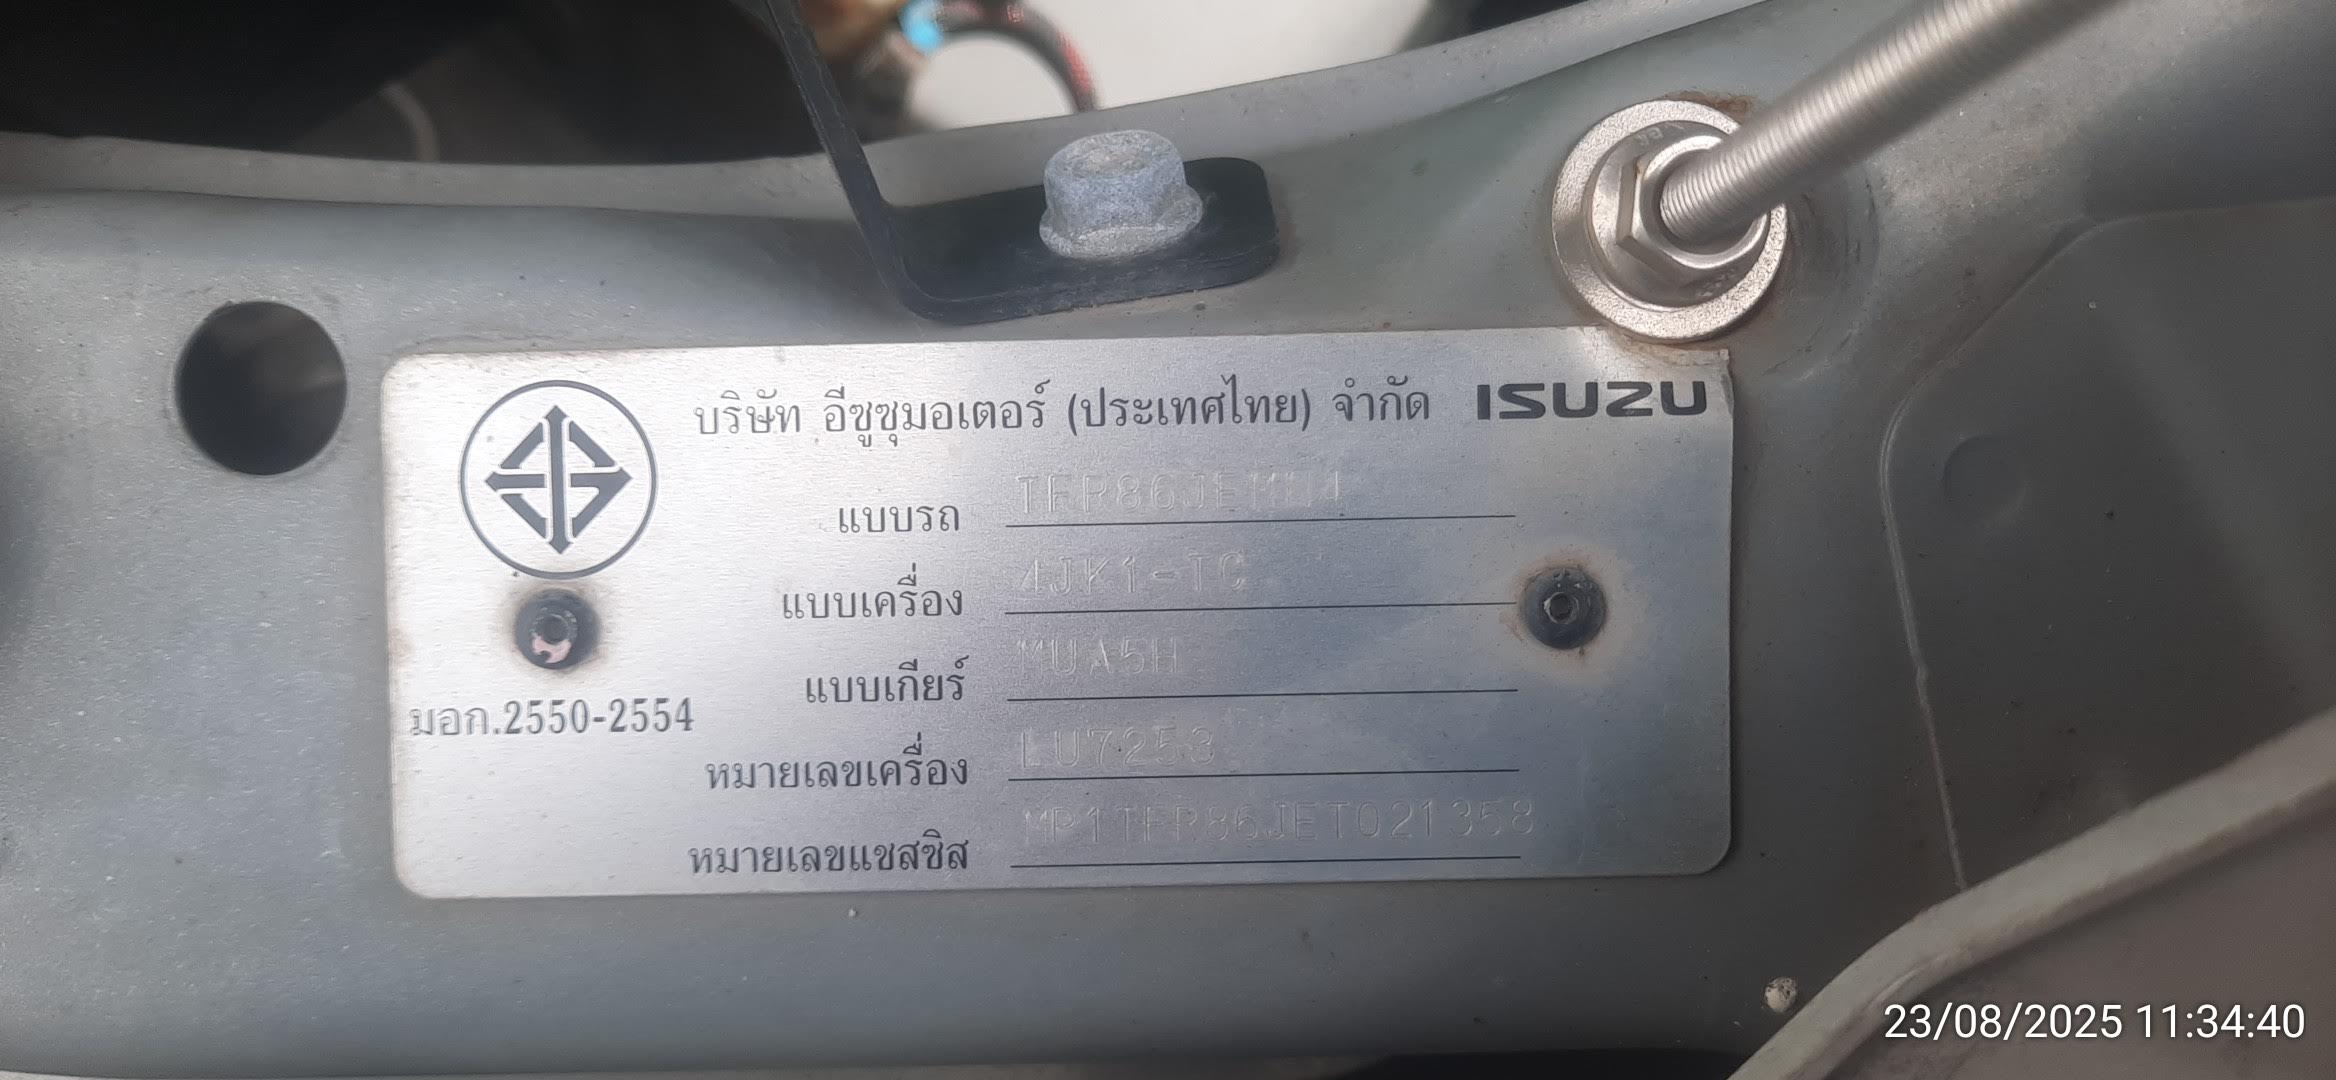 บริษัท อีซูซุมอเตอร์ (ประเทศไทย) จำกัด ISUZU
แบบรถ
แบบเครื่อง 4JK1-TC
แบบเกียร์ MUA5H
มอก.2550-2554
หมายเลขเครื่อง LU7253
หมายเลขแชสซิส MP1TFR86JET021358
23/08/2025 11:34:40